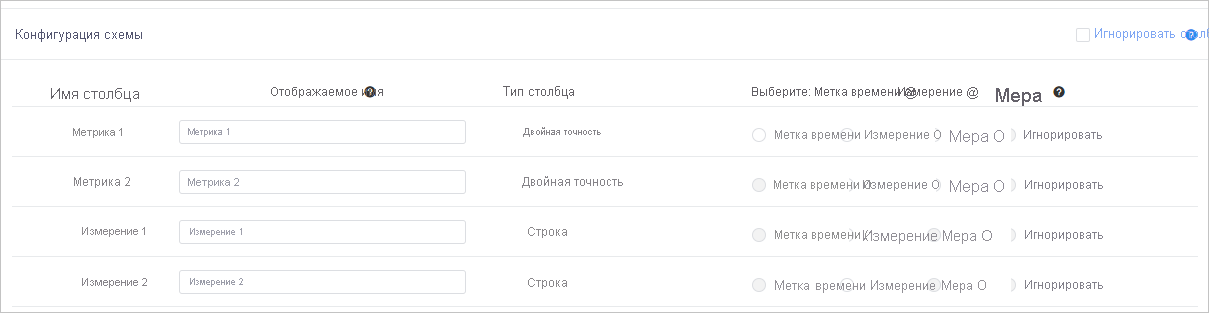 Конфигурация схемы Игнорировать
Имя столбца Отображаемое имя Тип столбца Выберите: Метка времени @ Измерение @ Мера
Метрика 1 Метрика 1 Двойная точность Метка времени Измерение О Мера О Игнорировать
Метрика 2 Метрика 2 Двойная точность Метка времени О Измерение О Мера О Игнорировать
Измерение 1 Измерение 1 Строка Метка времени Измерение Мера О Игнорировать
Измерение 2 Измерение 2 Строка Метка времени Измерение Мера О Игнорировать